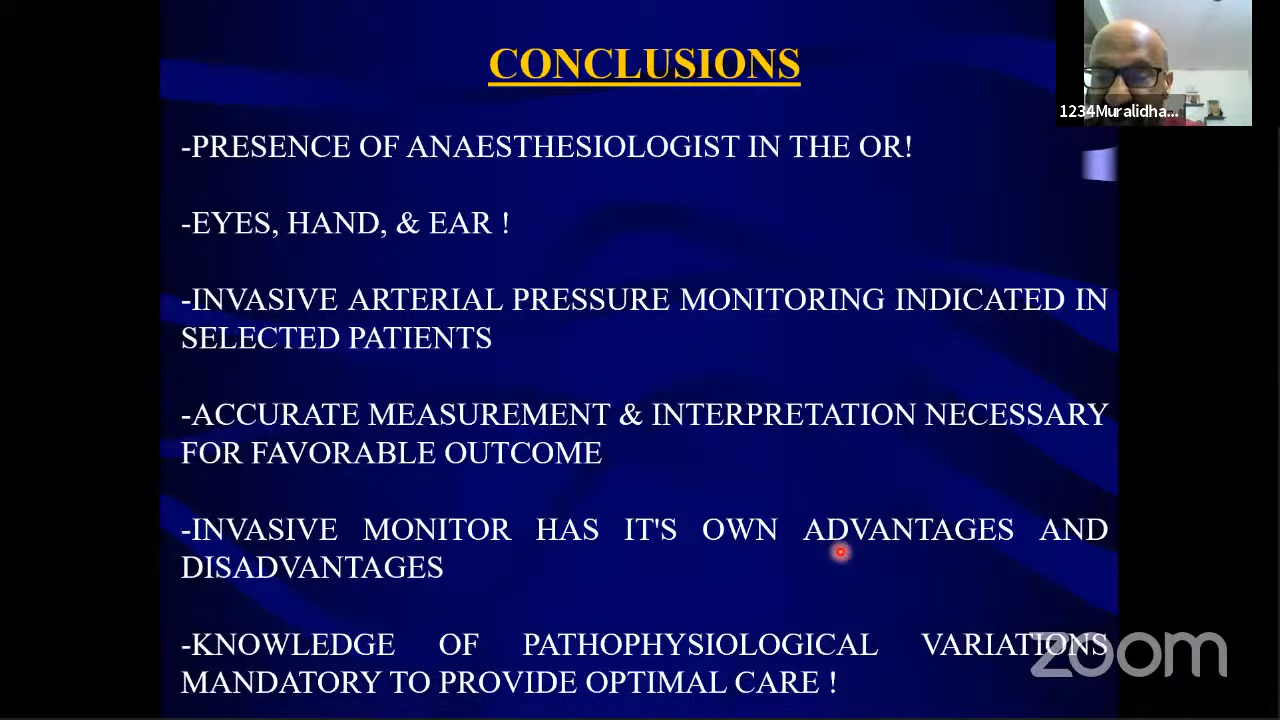 CONCLUSIONS
1234Muralidha...
-PRESENCE OF ANAESTHESIOLOGIST IN THE OR!
-EYES, HAND, & EAR !
-INVASIVE ARTERIAL PRESSURE MONITORING INDICATED IN
SELECTED PATIENTS
-ACCURATE MEASUREMENT & INTERPRETATION NECESSARY
FOR FAVORABLE OUTCOME
-INVASIVE MONITOR HAS IT'S OWN ADVANTAGES AND
DISADVANTAGES
-KNOWLEDGE OF PATHOPHYSIOLOGICAL VARIATIONS
MANDATORY TO PROVIDE OPTIMAL CARE !
zoom